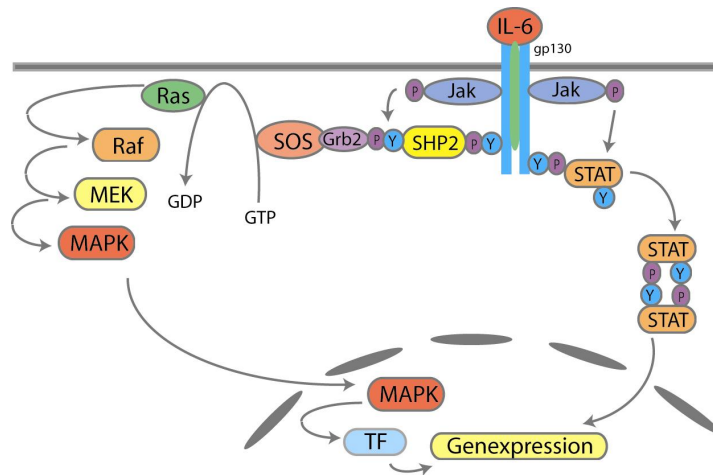 IL-6
gp130
Ras
P
Jak
Jak
P
Raf
SOS
Grb2
P
Y
SHP2
P
Y
Y
P
STAT
Y
MEK
GDP
GTP
MAPK
STAT
P
Y
Y
P
STAT
MAPK
TF
Genexpression